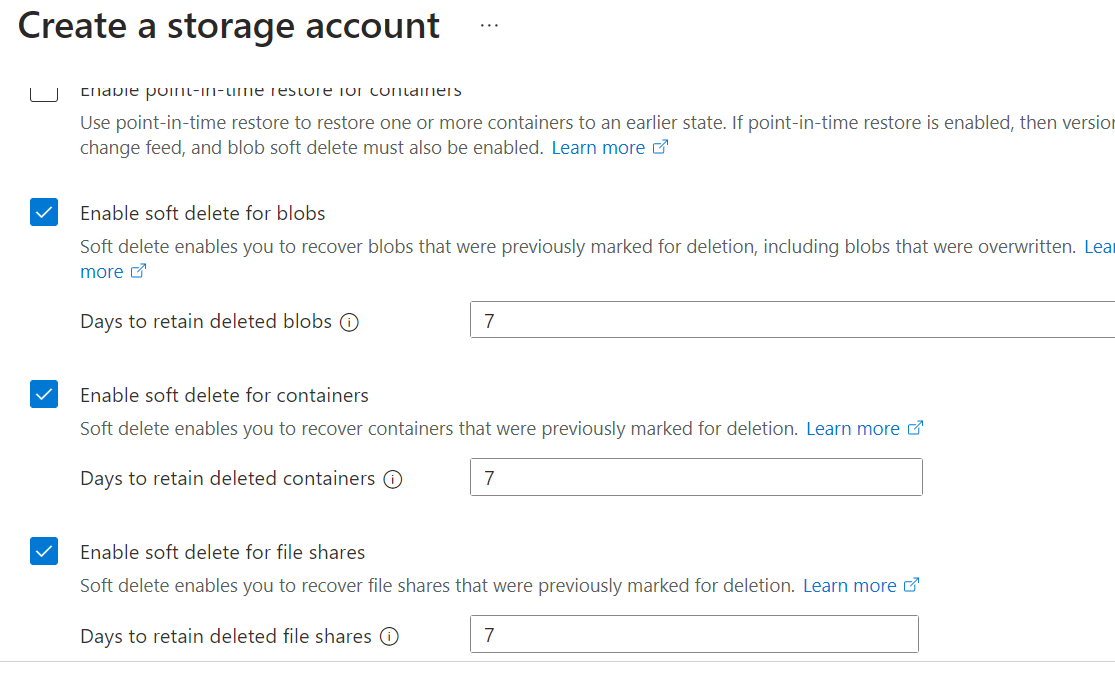 Create a storage account ...
Enable point-in-time restore for containers
Use point-in-time restore to restore one or more containers to an earlier state. If point-in-time restore is enabled, then
change feed, and blob soft delete must also be enabled. Learn more
Enable soft delete for blobs
Soft delete enables you to recover blobs that were previously marked for deletion, including blobs that were overwritten.
more
Days to retain deleted blobs
7
Enable soft delete for containers
Soft delete enables you to recover containers that were previously marked for deletion. Learn more
Days to retain deleted containers
7
Enable soft delete for file shares
Soft delete enables you to recover file shares that were previously marked for deletion. Learn more
Days to retain deleted file shares
7